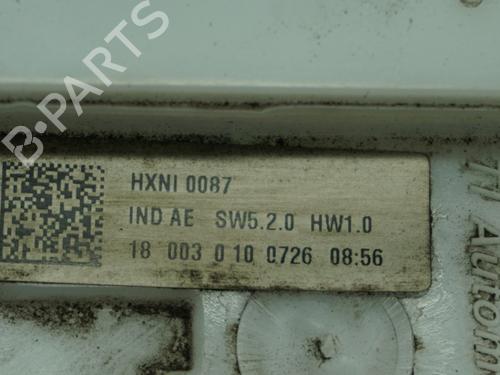 B-PARTS
HXNI 0087
IND AE SW5.2.0 HW1.0
18 003 0 10 0726 08:56